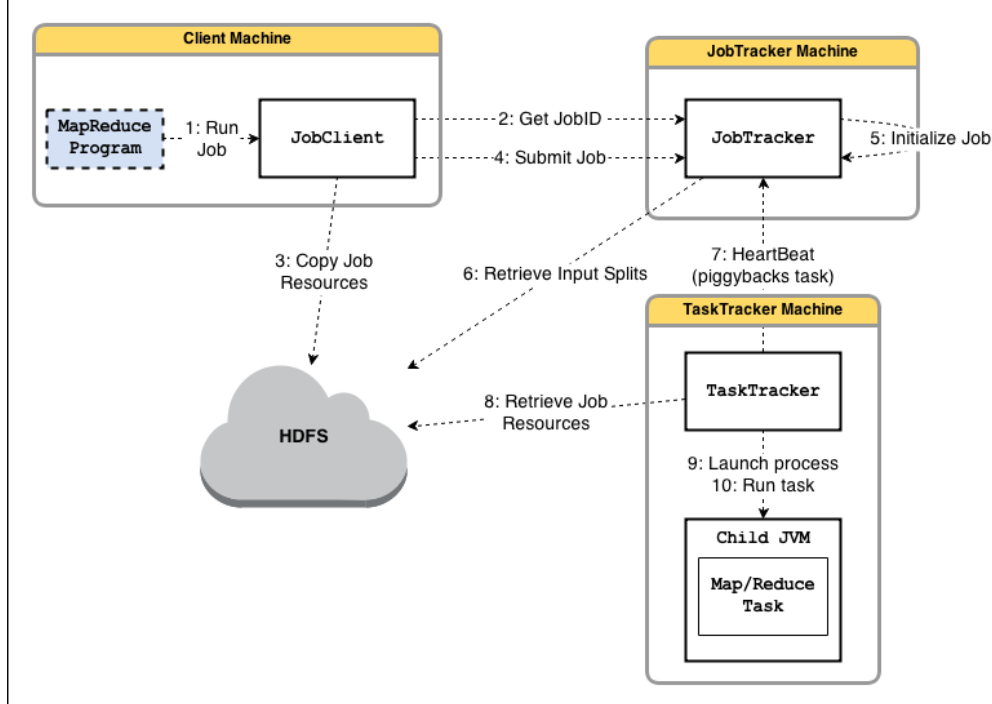 Client Machine
JobTracker Machine
MapReduce
Program
1: Run
Job
JobClient
2: Get JobID
4: Submit Job
JobTracker
5: Initialize Job
3: Copy Job
Resources
6: Retrieve Input Splits
7: HeartBeat
(piggybacks task)
TaskTracker Machine
TaskTracker
8: Retrieve Job
Resources
HDFS
9: Launch process
10: Run task
Child JVM
Map/Reduce
Task